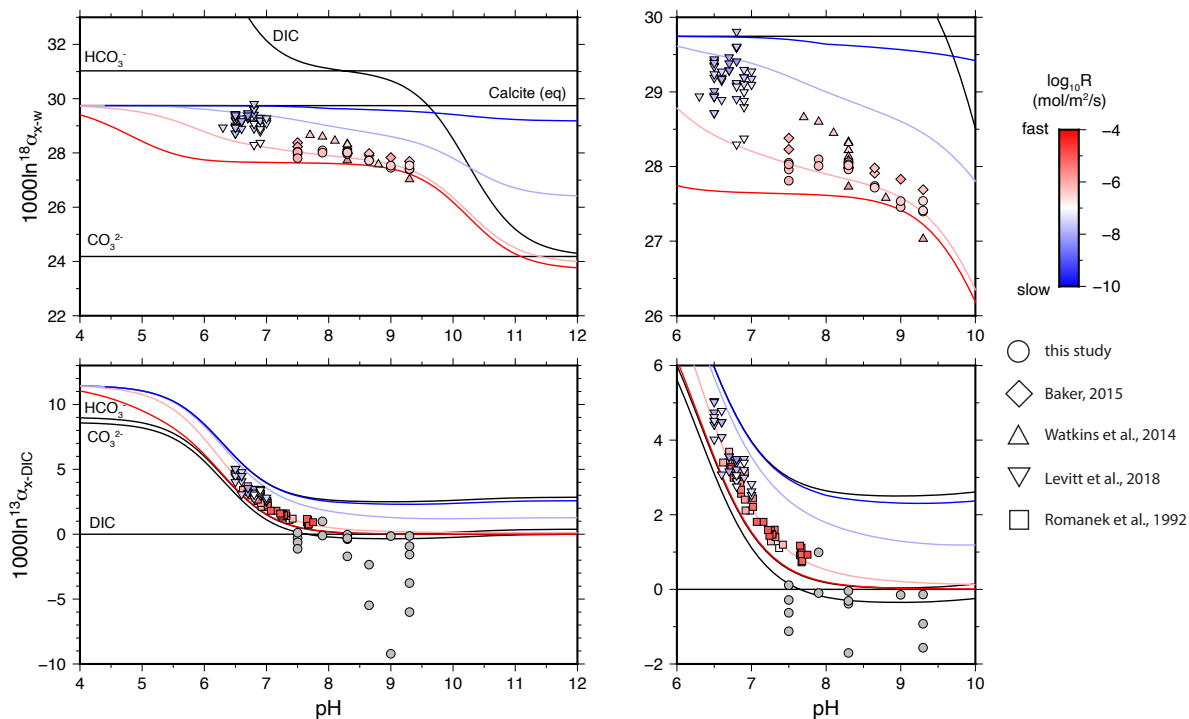 32
30
28
26
24
22
1000ln¹⁸αx-w
DIC
HCO₃⁻
Calcite (eq)
CO₃²⁻
4 5 6 7 8 9 10 11 12
30
29
28
27
26
6 7 8 9 10
log₁₀R
(mol/m²/s)
fast
slow
−4
−6
−8
−10
this study
Baker, 2015
Watkins et al., 2014
Levitt et al., 2018
Romanek et al., 1992
10
5
0
−5
−10
1000ln¹³αx-DIC
HCO₃⁻
CO₃²⁻
DIC
4 5 6 7 8 9 10 11 12
pH
6
4
2
0
−2
6 7 8 9 10
pH